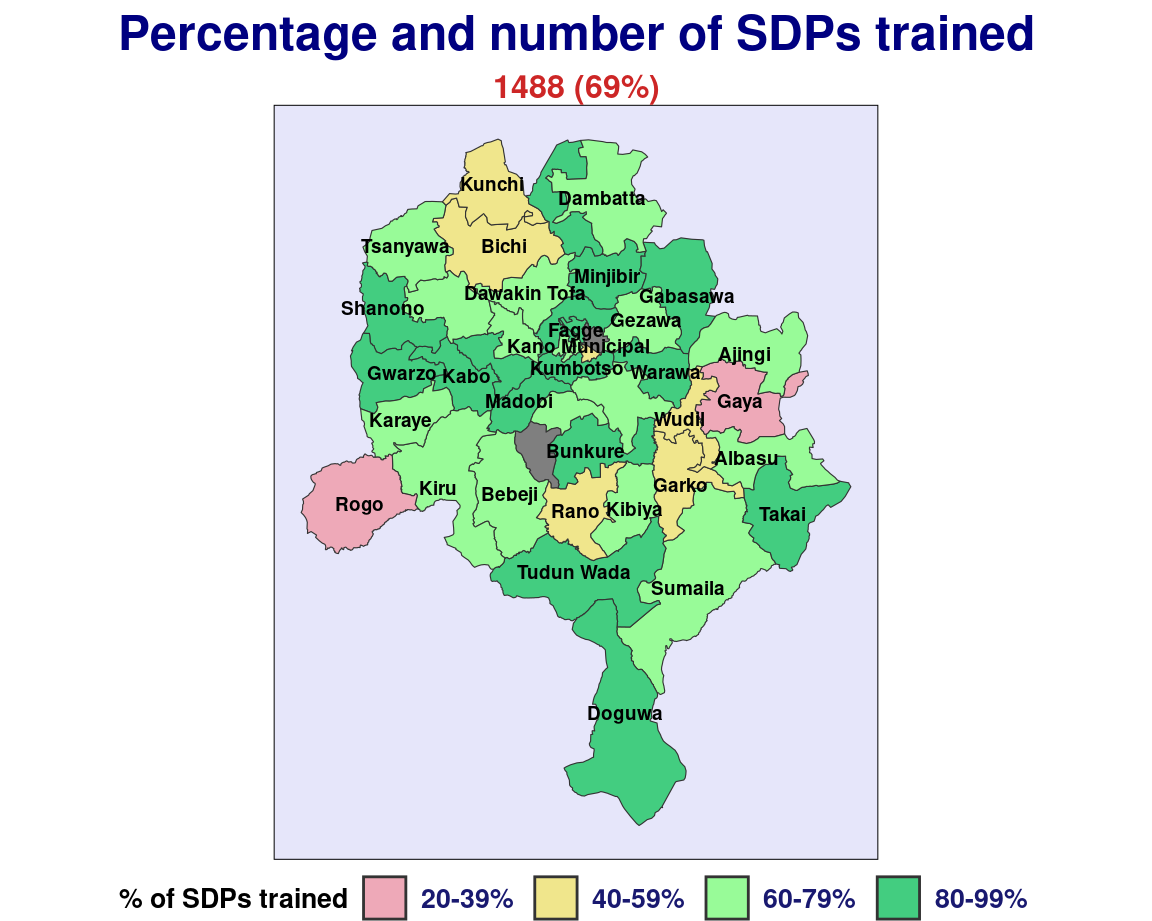 Percentage and number of SDPs trained
1488 (69%)
Kunchi
Dambatta
Tsanyawa
Bichi
Minjibir
Dawakin Tofa
Gabasawa
Shanono
Gezawa
Fagge
Kano Municipal
Ajingi
Kumbotso
Warawa
Gwarzo
Kabo
Madobi
Gaya
Karaye
Wudil
Bunkure
Albasu
Kiru
Bebeji
Garko
Rogo
Rano
Kibiya
Takai
Tudun Wada
Sumaila
Doguwa
% of SDPs trained 20-39% 40-59% 60-79% 80-99%